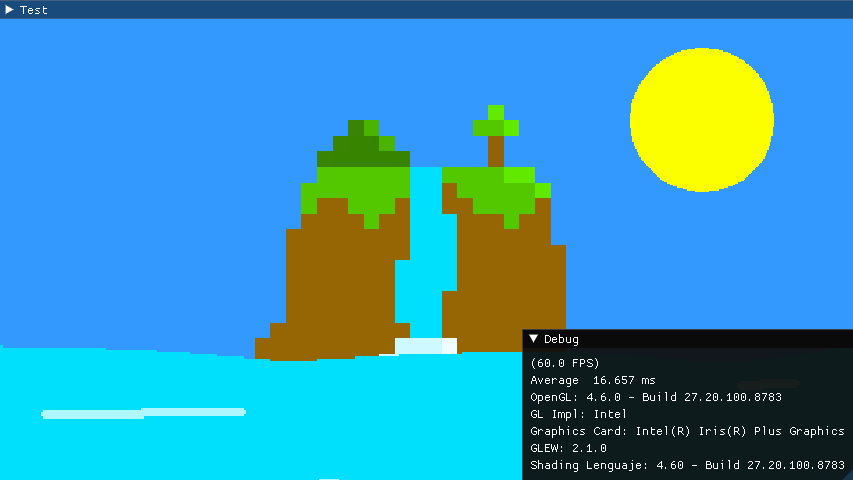 Test
Debug
(60.0 FPS)
Average 16.657 ms
OpenGL: 4.6.0 - Build 27.20.100.8783
GL Impl: Intel
Graphics Card: Intel(R) Iris(R) Plus Graphics
GLEW: 2.1.0
Shading Lenguaje: 4.60 - Build 27.20.100.8783